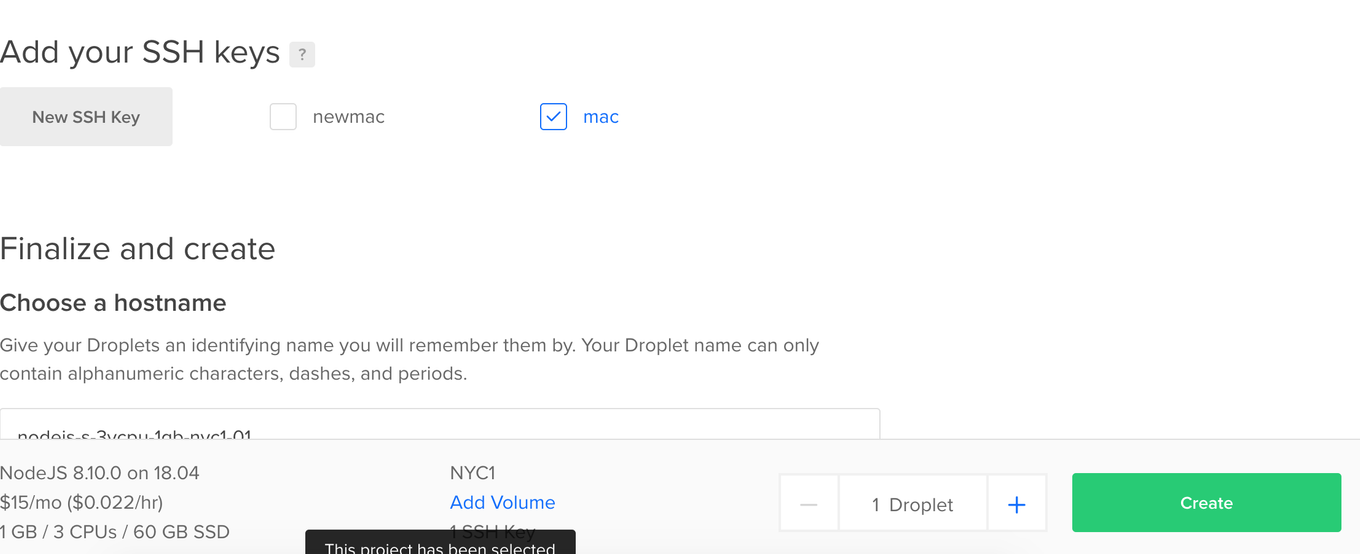 Add your SSH keys ?
New SSH Key newmac mac
Finalize and create
Choose a hostname
Give your Droplets an identifying name you will remember them by. Your Droplet name can only
contain alphanumeric characters, dashes, and periods.
nodejs-s-3vcpu-1gb-nyc1-01
NodeJS 8.10.0 on 18.04
$15/mo ($0.022/hr)
1 GB / 3 CPUs / 60 GB SSD
NYC1
Add Volume
1 SSH Key
This project has been selected
1 Droplet
Create